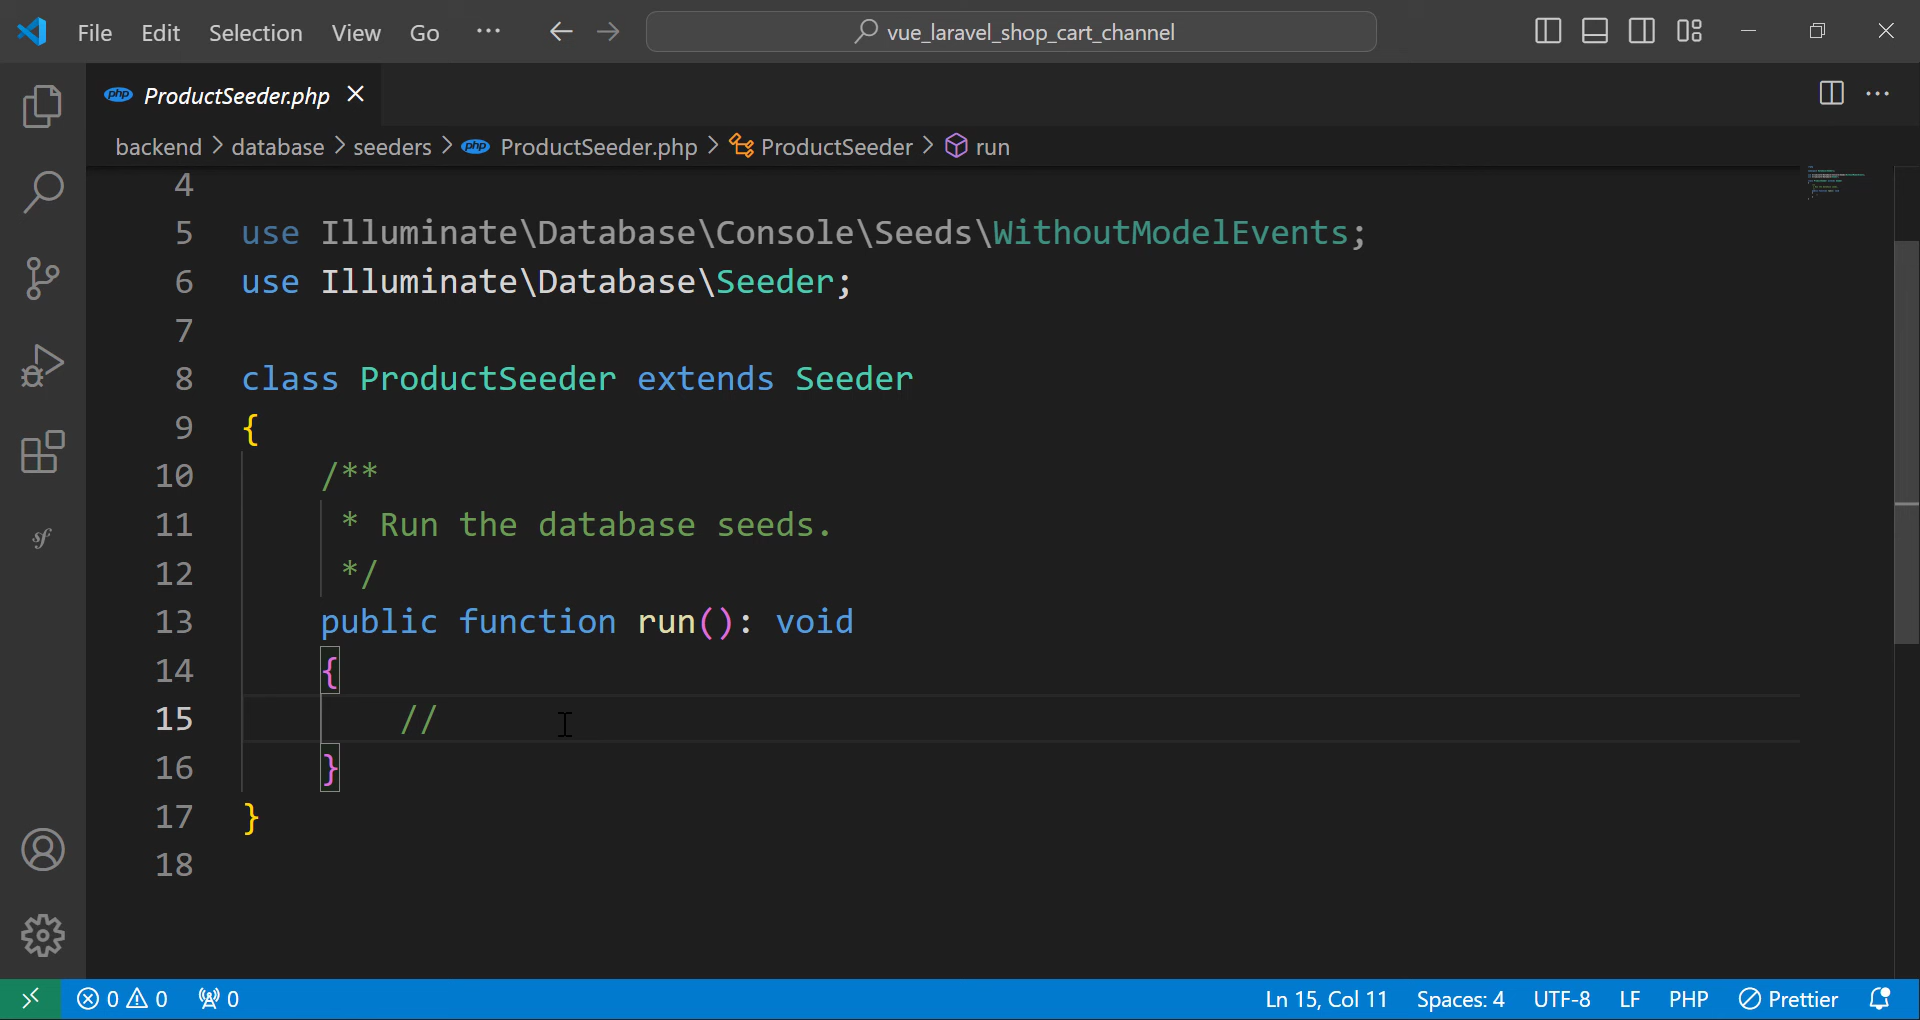 File Edit Selection View Go ··· vue_laravel_shop_cart_channel
php ProductSeeder.php
backend > database > seeders > php ProductSeeder.php > ProductSeeder > run
4
5 use Illuminate\Database\Console\Seeds\WithoutModelEvents;
6 use Illuminate\Database\Seeder;
7
8 class ProductSeeder extends Seeder
9 {
10 /**
11 * Run the database seeds.
12 */
13 public function run(): void
14 {
15 //
16 }
17 }
18
sf
0 0 0 Ln 15, Col 11 Spaces: 4 UTF-8 LF PHP Prettier